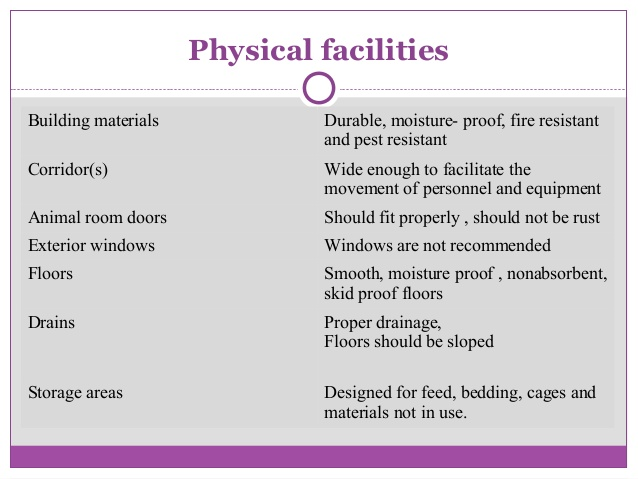 Physical facilities
Building materials
Durable, moisture- proof, fire resistant
and pest resistant
Corridor(s)
Wide enough to facilitate the
movement of personnel and equipment
Animal room doors
Should fit properly , should not be rust
Exterior windows
Windows are not recommended
Floors
Smooth, moisture proof , nonabsorbent,
skid proof floors
Drains
Proper drainage,
Floors should be sloped
Storage areas
Designed for feed, bedding, cages and
materials not in use.